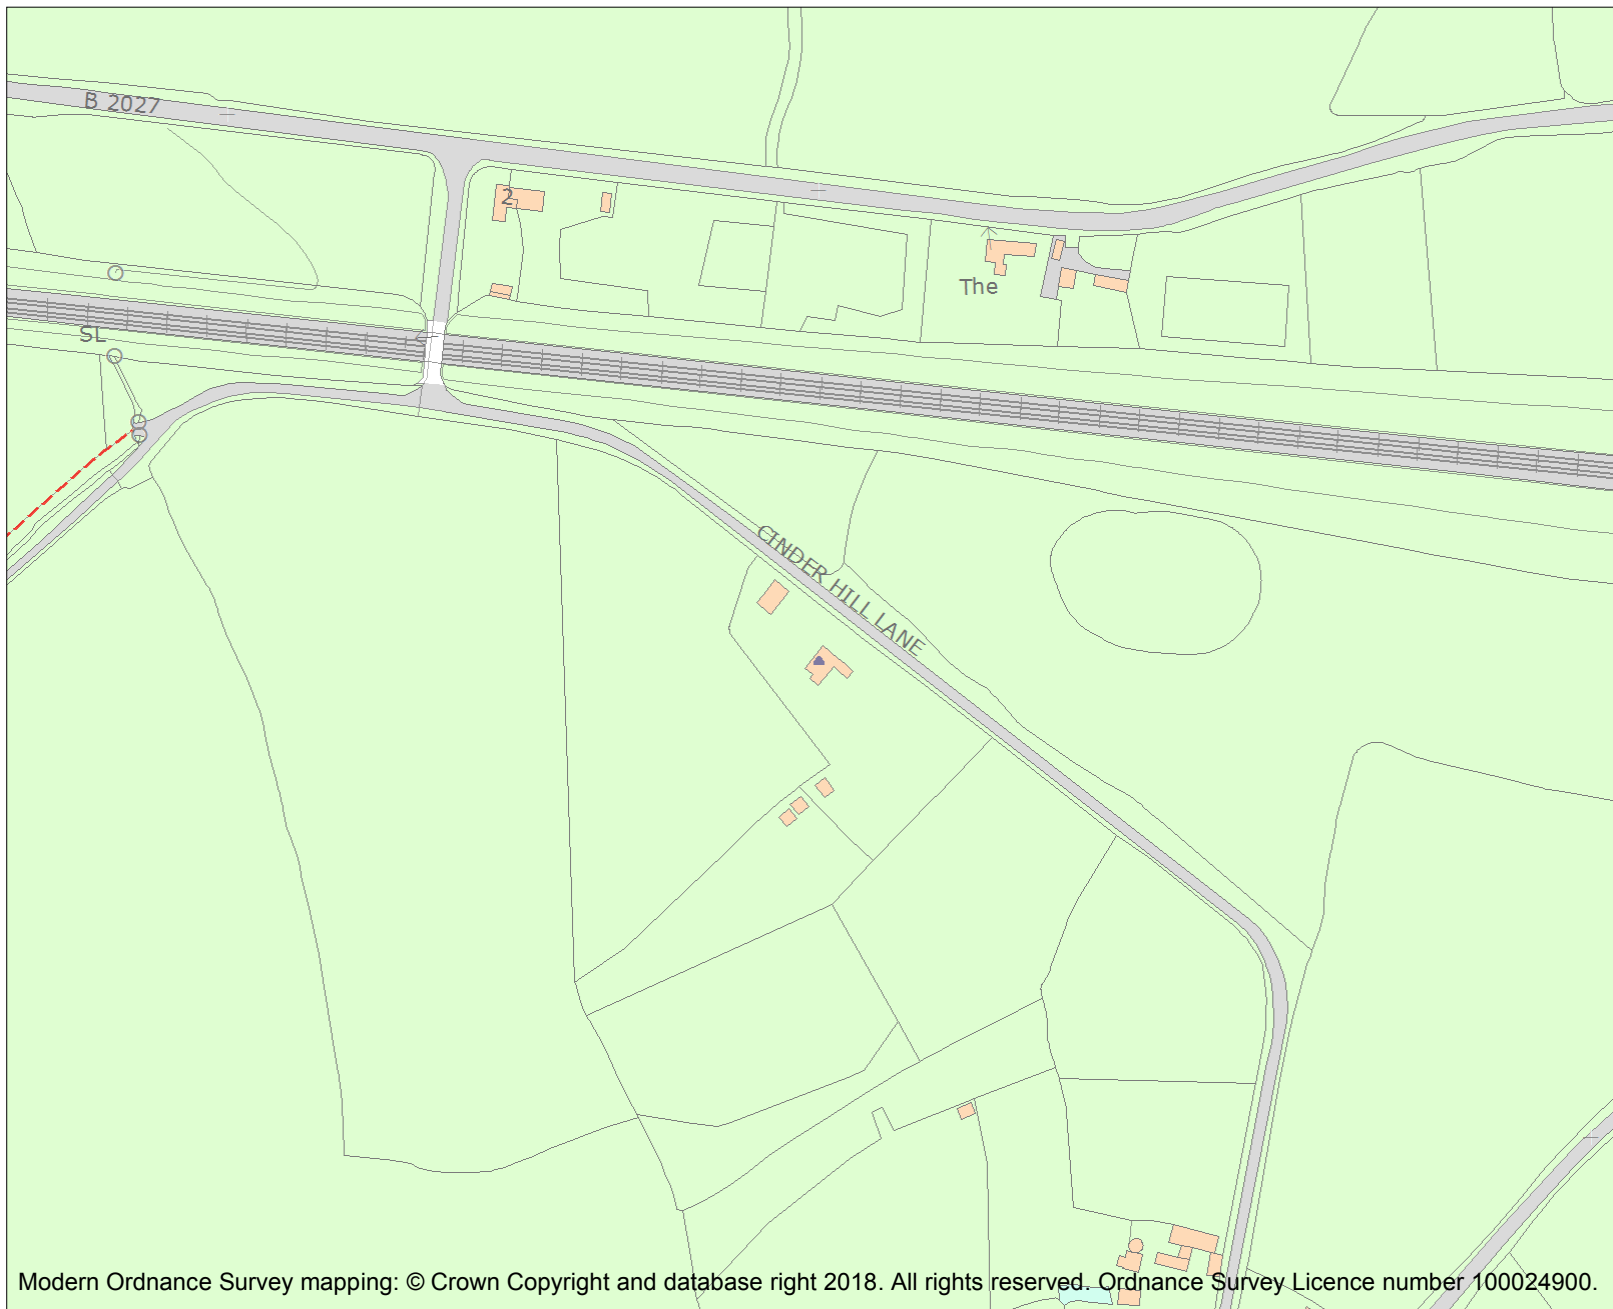 B 2027
2
The
SL
CINDER HILL LANE
Modern Ordnance Survey mapping: © Crown Copyright and database right 2018. All rights reserved. Ordnance Survey Licence number 100024900.